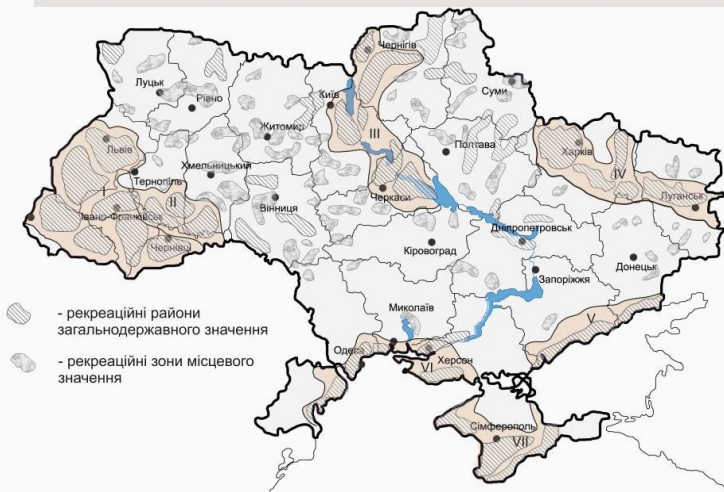 Чернігів
Луцьк
Рівно
Київ
Суми
Житомир
III
Львів
Полтава
Харків
IV
Хмельницький
Тернопіль
I
II
Луганськ
Івано-Франківськ
Вінниця
Черкаси
Чернівці
Дніпропетровськ
Кіровоград
Донецьк
Запоріжжя
- рекреаційні райони
загальнодержавного значення
Миколаїв
V
- рекреаційні зони місцевого
значення
Одеса
VI
Херсон
Сімферополь
VII